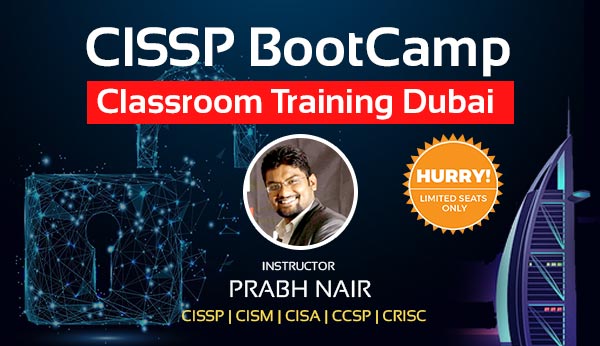 CISSP BootCamp
Classroom Training Dubai
HURRY!
LIMITED SEATS
ONLY
INSTRUCTOR
PRABH NAIR
CISSP | CISM | CISA | CCSP | CRISC